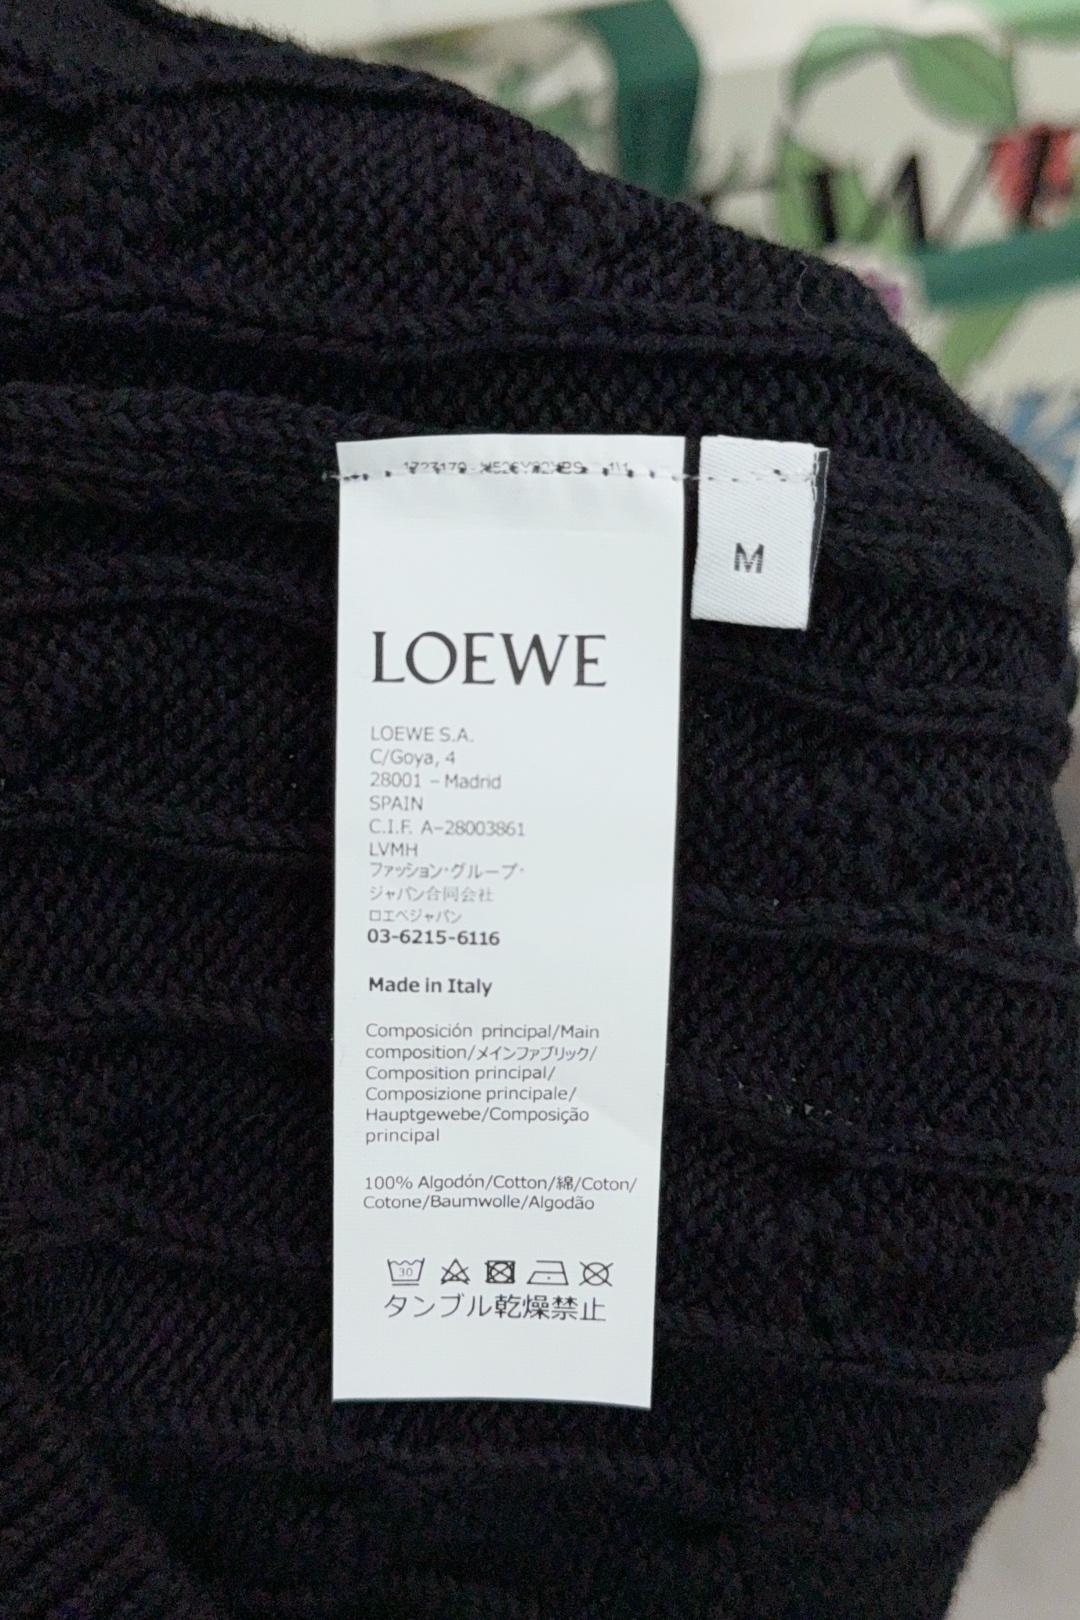 M
LOEWE
LOEWE S.A.
C/Goya, 4
28001 – Madrid
SPAIN
C.I.F. A-28003861
LVMH
ファッション・グループ・
ジャパン合同会社
ロエベジャパン
03-6215-6116
Made in Italy
Composición principal/Main
composition/メインファブリック/
Composition principal/
Composizione principale/
Hauptgewebe/Composição
principal
100% Algodón/Cotton/綿/Coton/
Cotone/Baumwolle/Algodão
30
タンブル乾燥禁止